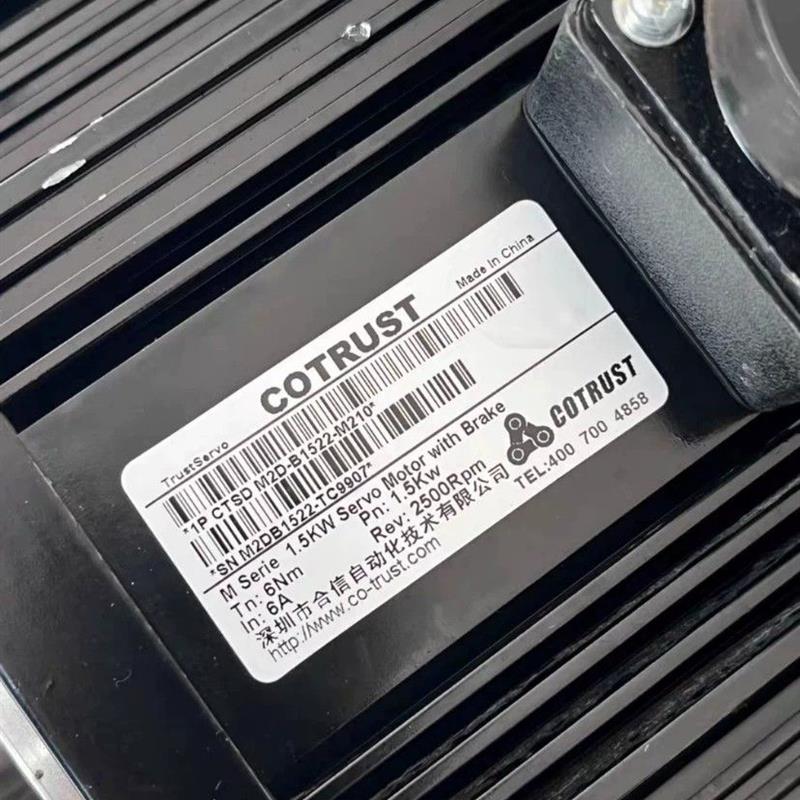 TrustServo
COTRUST
Made in China
*1P CTSD M2D-B1522-M210*
*SN M2DB1522-TC9907*
M Serie 1.5KW Servo Motor with Brake
Tn: 6Nm Pn: 1.5Kw
In: 6A Rev: 2500Rpm
深圳市合信自动化技术有限公司
http://www.co-trust.com
COTRUST
TEL:400 700 4858